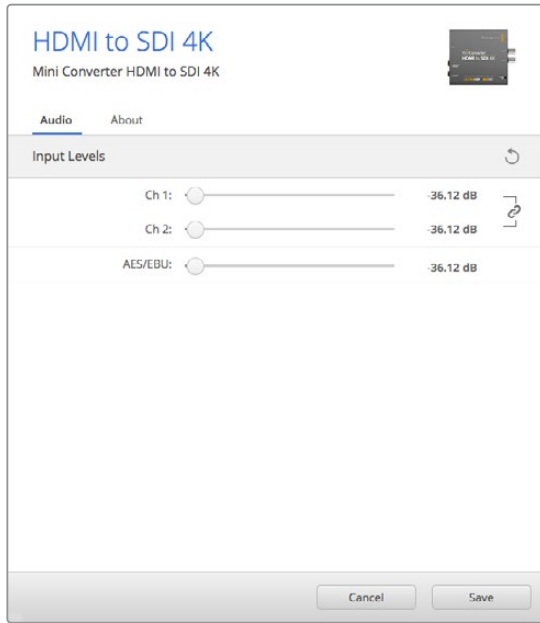 HDMI to SDI 4K
Mini Converter HDMI to SDI 4K
Audio About
Input Levels
Ch 1: -36.12 dB
Ch 2: -36.12 dB
AES/EBU: -36.12 dB
Cancel Save